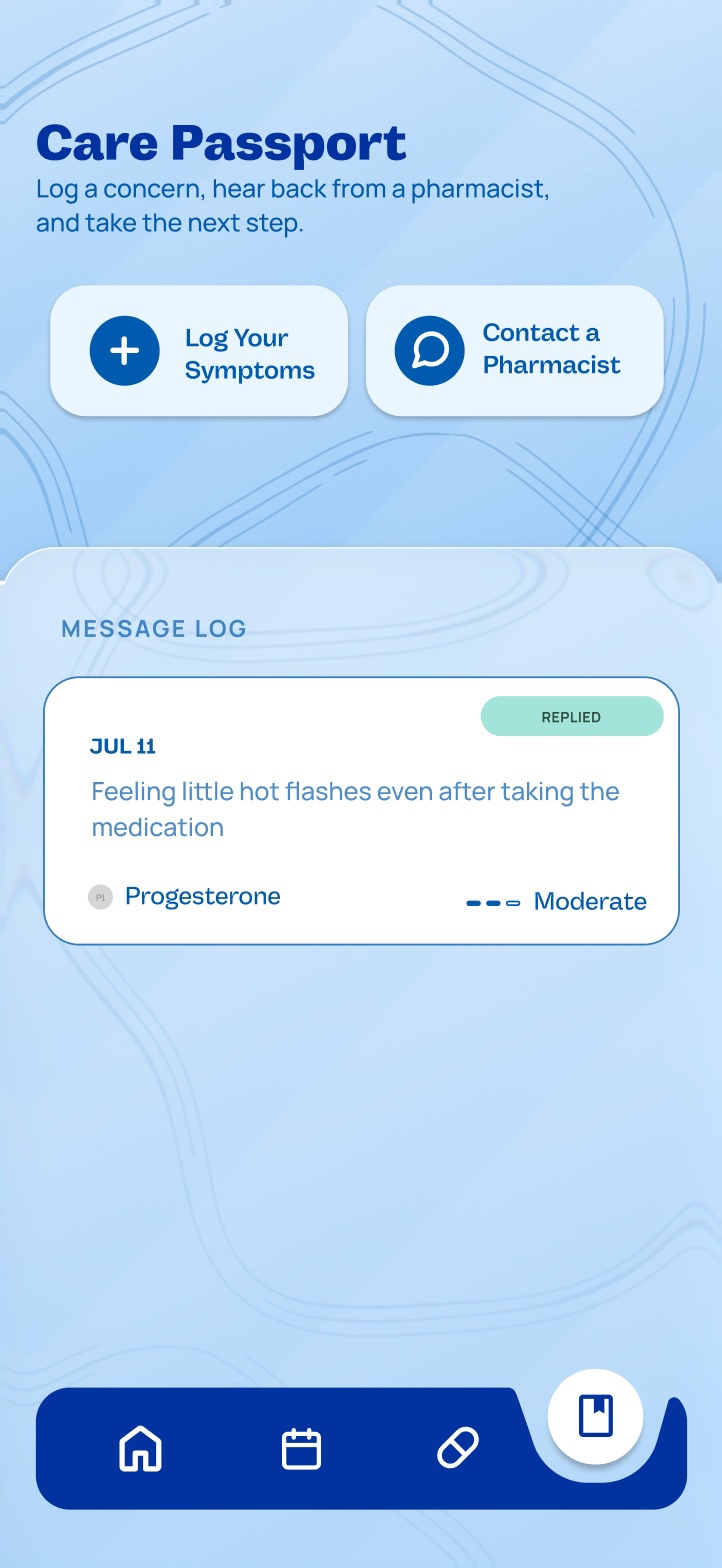 Care Passport
Log a concern, hear back from a pharmacist,
and take the next step.
Log Your
Symptoms
Contact a
Pharmacist
MESSAGE LOG
REPLIED
JUL 11
Feeling little hot flashes even after taking the
medication
Progesterone
Moderate